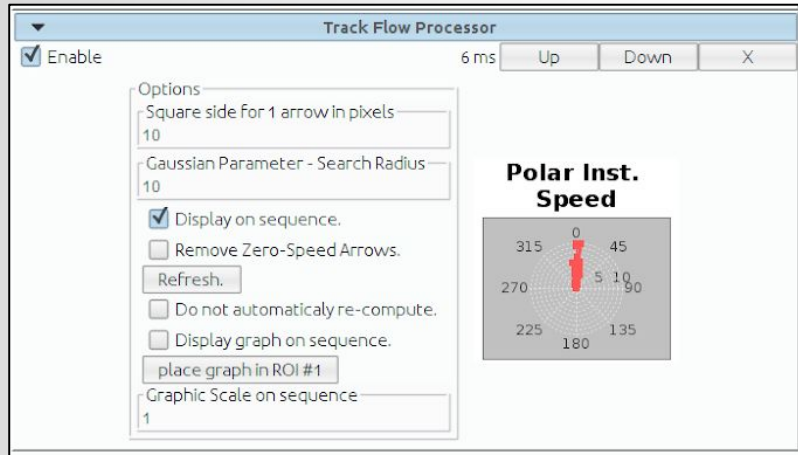 Track Flow Processor
Enable
6 ms
Up
Down
X
Options
Square side for 1 arrow in pixels
10
Gaussian Parameter - Search Radius
10
Display on sequence.
Remove Zero-Speed Arrows.
Refresh.
Do not automaticaly re-compute.
Display graph on sequence.
place graph in ROI #1
Graphic Scale on sequence
1
Polar Inst.
Speed
0
315 45
5 10
270 90
225 135
180